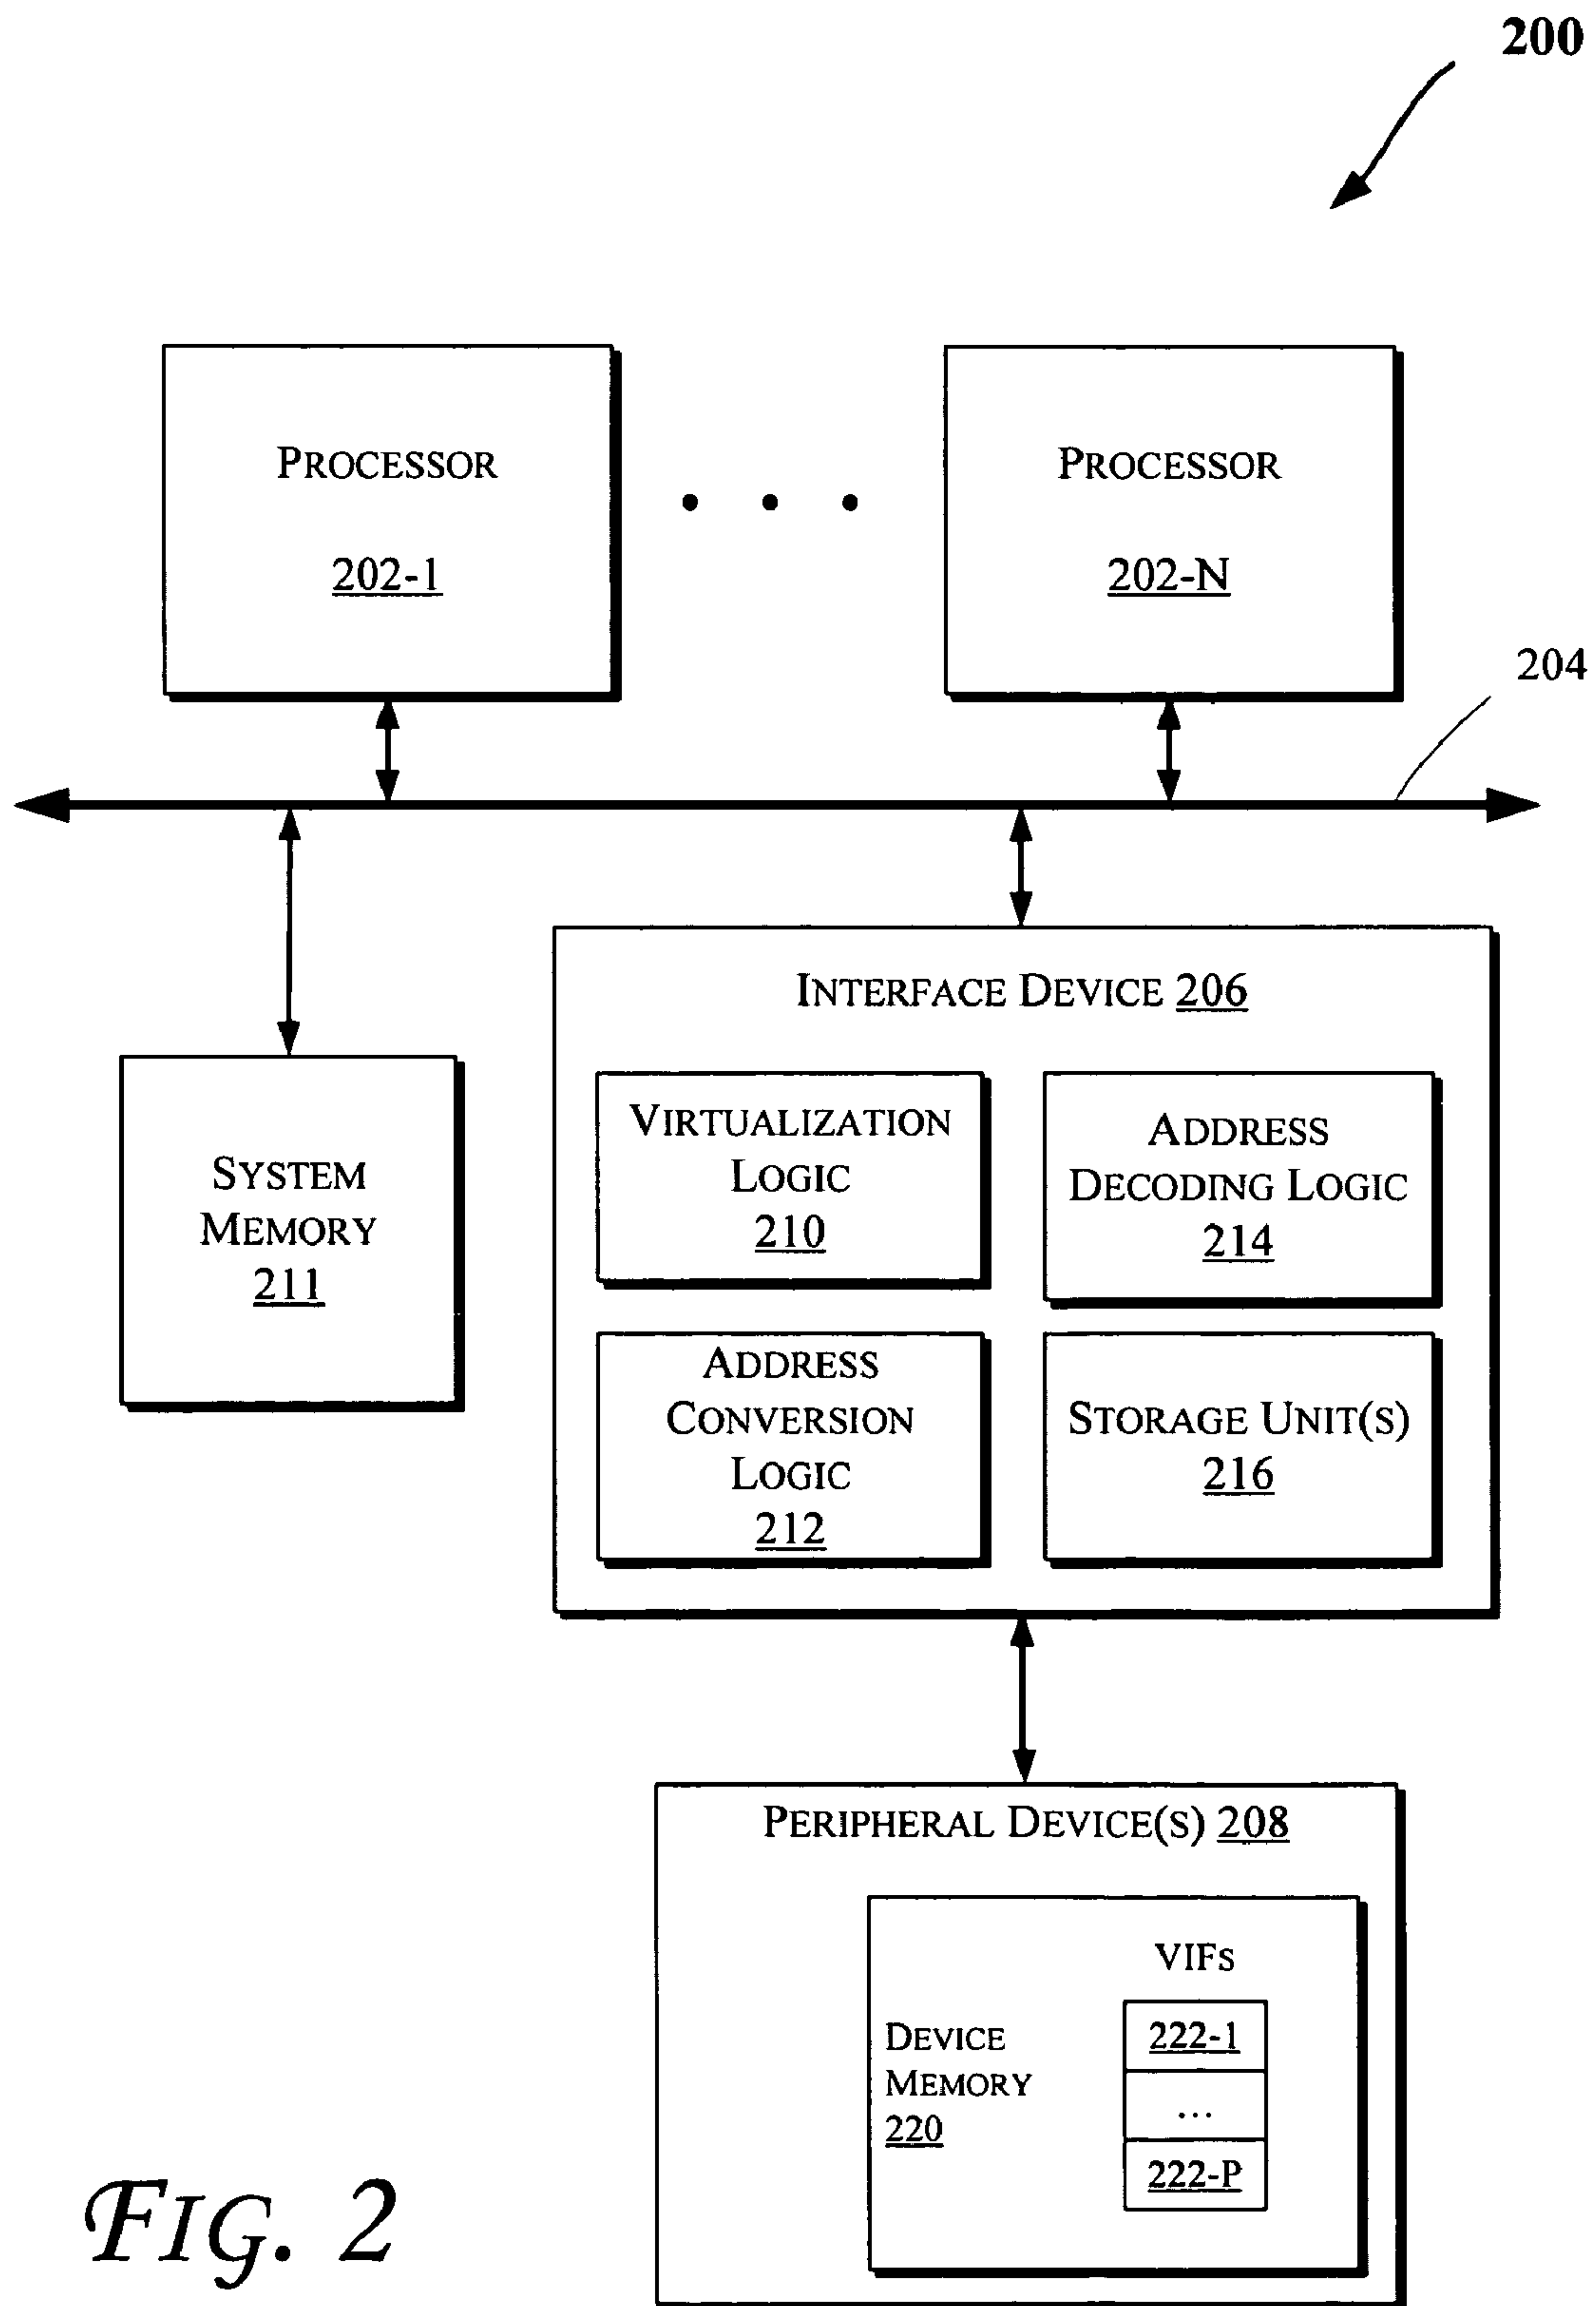 200
PROCESSOR
202-1
. . .
PROCESSOR
202-N
204
SYSTEM
MEMORY
211
INTERFACE DEVICE 206
VIRTUALIZATION
LOGIC
210
ADDRESS
DECODING LOGIC
214
ADDRESS
CONVERSION
LOGIC
212
STORAGE UNIT(S)
216
PERIPHERAL DEVICE(S) 208
DEVICE
MEMORY
220
VIFS
222-1
...
222-P
FIG. 2